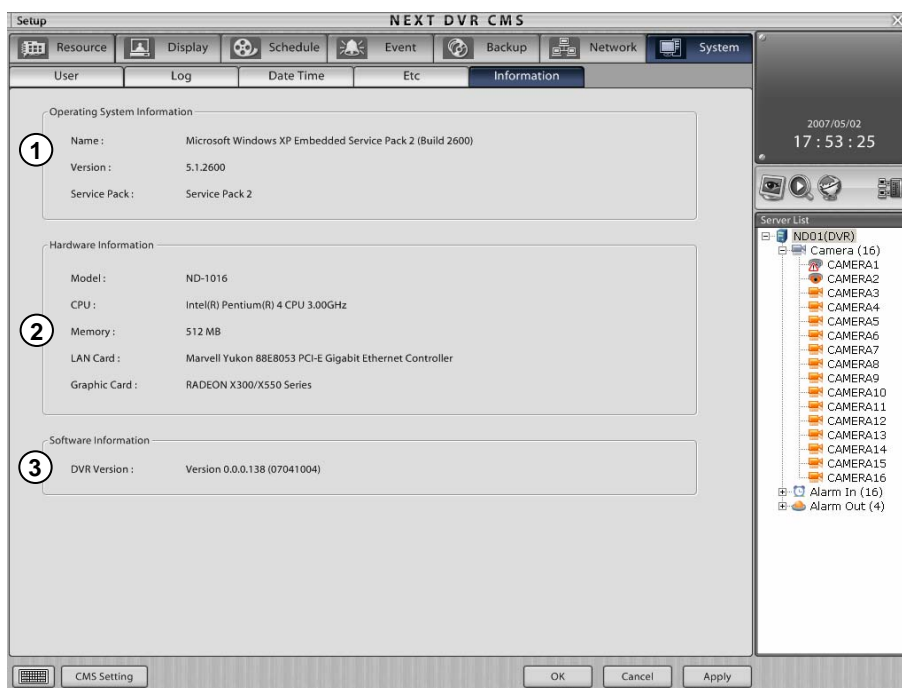 Setup
NEXT DVR CMS
Resource Display Schedule Event Backup Network System
User Log Date Time Etc Information
Operating System Information
1
Name : Microsoft Windows XP Embedded Service Pack 2 (Build 2600)
Version : 5.1.2600
Service Pack : Service Pack 2
Hardware Information
Model : ND-1016
CPU : Intel(R) Pentium(R) 4 CPU 3.00GHz
2
Memory : 512 MB
LAN Card : Marvell Yukon 88E8053 PCI-E Gigabit Ethernet Controller
Graphic Card : RADEON X300/X550 Series
Software Information
3
DVR Version : Version 0.0.0.138 (07041004)
CMS Setting
OK Cancel Apply
2007/05/02
17 : 53 : 25
Server List
ND01(DVR)
Camera (16)
CAMERA1
CAMERA2
CAMERA3
CAMERA4
CAMERA5
CAMERA6
CAMERA7
CAMERA8
CAMERA9
CAMERA10
CAMERA11
CAMERA12
CAMERA13
CAMERA14
CAMERA15
CAMERA16
Alarm In (16)
Alarm Out (4)